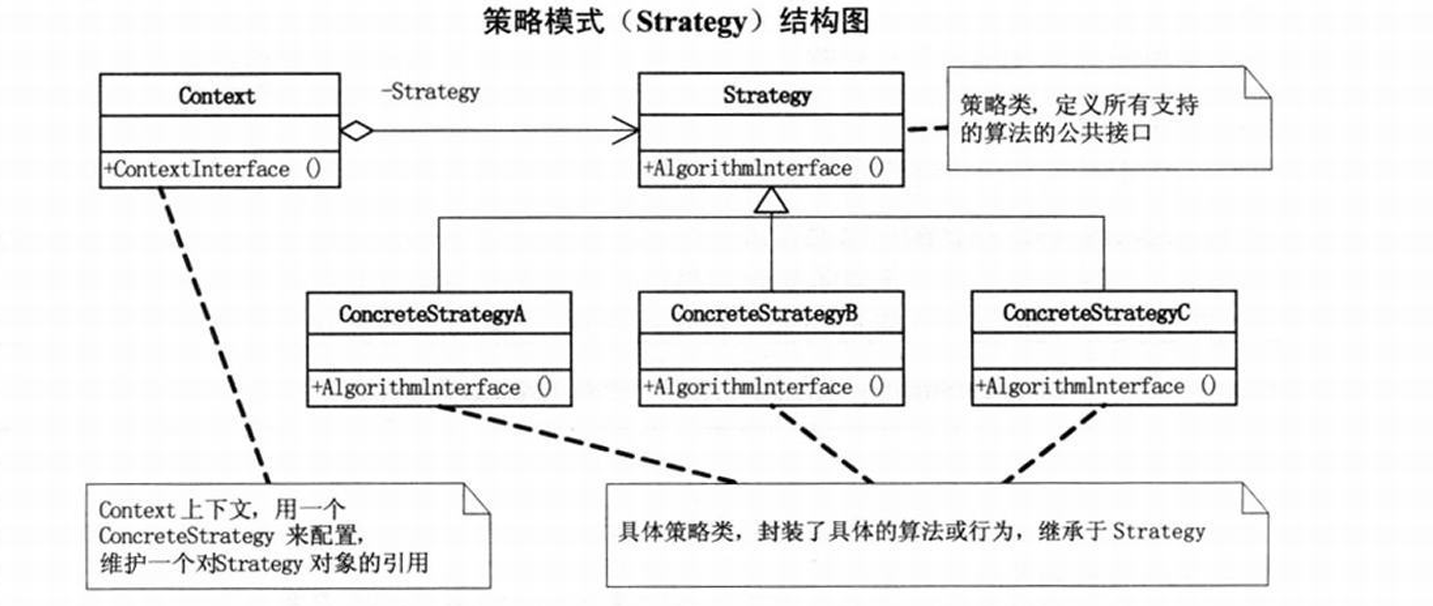 策略模式（Strategy）结构图
Context
-Strategy
Strategy
策略类，定义所有支持
的算法的公共接口
+ContextInterface ()
+AlgorithmInterface ()
ConcreteStrategyA
ConcreteStrategyB
ConcreteStrategyC
+AlgorithmInterface ()
+AlgorithmInterface ()
+AlgorithmInterface ()
Context 上下文，用一个
ConcreteStrategy 来配置，
维护一个对Strategy 对象的引用
具体策略类，封装了具体的算法或行为，继承于 Strategy